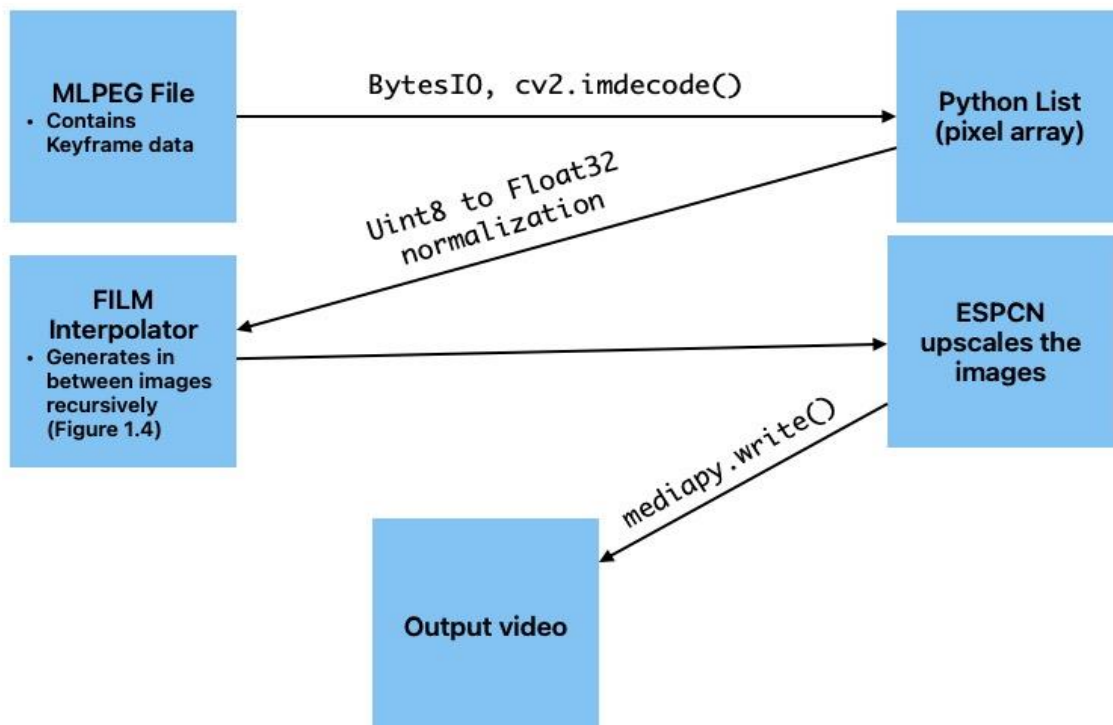 MLPEG File
• Contains
Keyframe data
BytesIO, cv2.imdecode()
Python List
(pixel array)
Uint8 to Float32
normalization
FILM
Interpolator
• Generates in
between images
recursively
(Figure 1.4)
ESPCN
upscales the
images
mediapy.write()
Output video